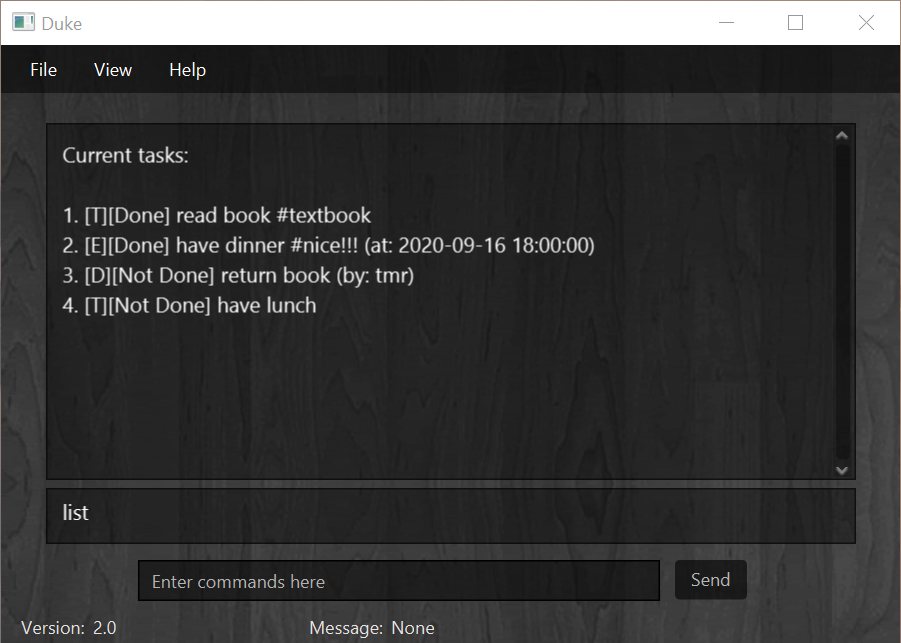 Duke
File View Help
Current tasks:
1. [T][Done] read book #textbook
2. [E][Done] have dinner #nice!!! (at: 2020-09-16 18:00:00)
3. [D][Not Done] return book (by: tmr)
4. [T][Not Done] have lunch
list
Enter commands here Send
Version: 2.0 Message: None